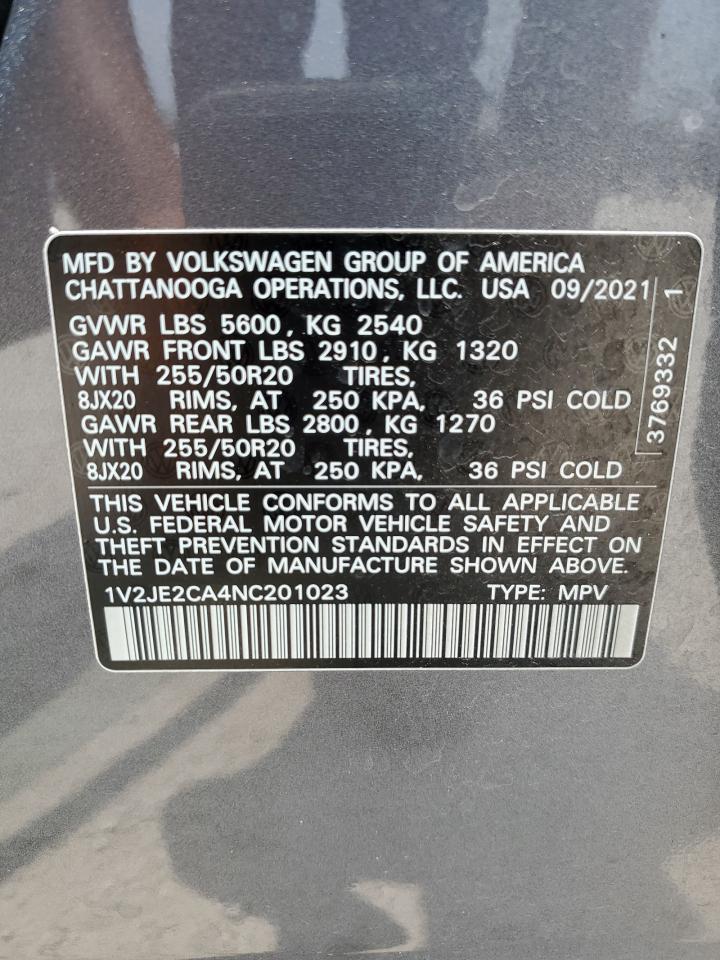 MFD BY VOLKSWAGEN GROUP OF AMERICA
CHATTANOOGA OPERATIONS, LLC. USA 09/2021
GVWR LBS 5600, KG 2540
GAWR FRONT LBS 2910, KG 1320
WITH 255/50R20 TIRES,
8JX20 RIMS, AT 250 KPA, 36 PSI COLD
GAWR REAR LBS 2800, KG 1270
WITH 255/50R20 TIRES,
8JX20 RIMS, AT 250 KPA, 36 PSI COLD
THIS VEHICLE CONFORMS TO ALL APPLICABLE
U.S. FEDERAL MOTOR VEHICLE SAFETY AND
THEFT PREVENTION STANDARDS IN EFFECT ON
THE DATE OF MANUFACTURE SHOWN ABOVE.
1V2JE2CA4NC201023 TYPE: MPV
3769332
1